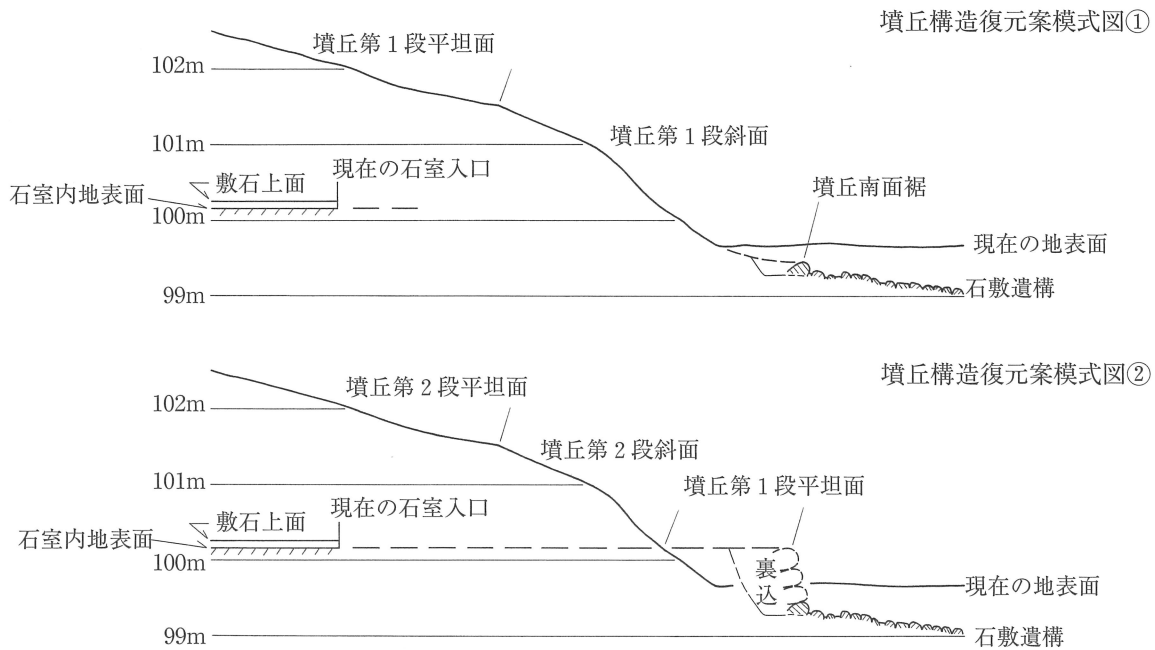 墳丘構造復元案模式図①
墳丘第1段平坦面
102m
101m
墳丘第1段斜面
現在の石室入口
敷石上面
石室内地表面
墳丘南面裾
100m
現在の地表面
99m
石敷遺構
墳丘構造復元案模式図②
墳丘第2段平坦面
102m
墳丘第2段斜面
101m
墳丘第1段平坦面
現在の石室入口
敷石上面
石室内地表面
100m
裏込
現在の地表面
99m
石敷遺構